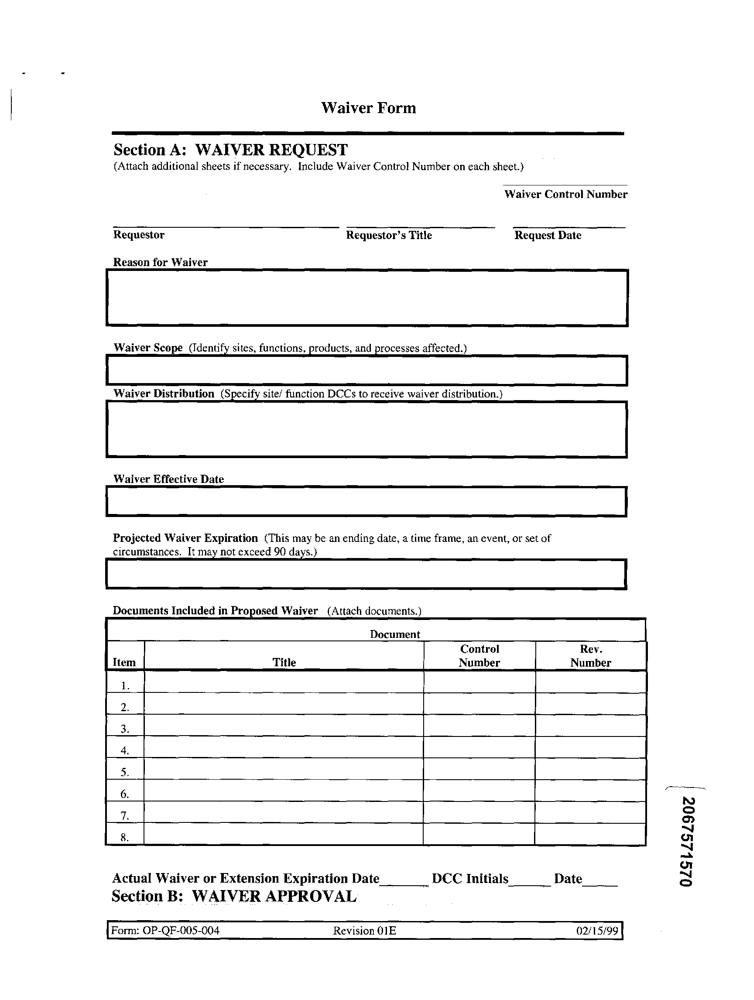 Waiver Form
Section A: WAIVER REQUEST
(Attach additional sheets if necessary. Include Waiver Control Number on each sheet.)
Waiver Control Number
Requestor Requestor's Title Request Date
Reason for Waiver
Waiver Scope (Identify sites, functions, products, and processes affected.)
Waiver Distribution (Specify site/ function DCCs to receive waiver distribution.)
Waiver Effective Date
Projected Waiver Expiration (This may be an ending date, a time frame, an event, or set of
circumstances. It may not exceed 90 days.)
Documents Included in Proposed Waiver (Attach documents.)
Document
Item Title Control Number Rev. Number
1.
2.
3.
4.
5.
6.
7.
8.
Actual Waiver or Extension Expiration Date______ DCC Initials_____ Date____
Section B: WAIVER APPROVAL
Form: OP-QF-005-004 Revision 01E 02/15/99
2067571570